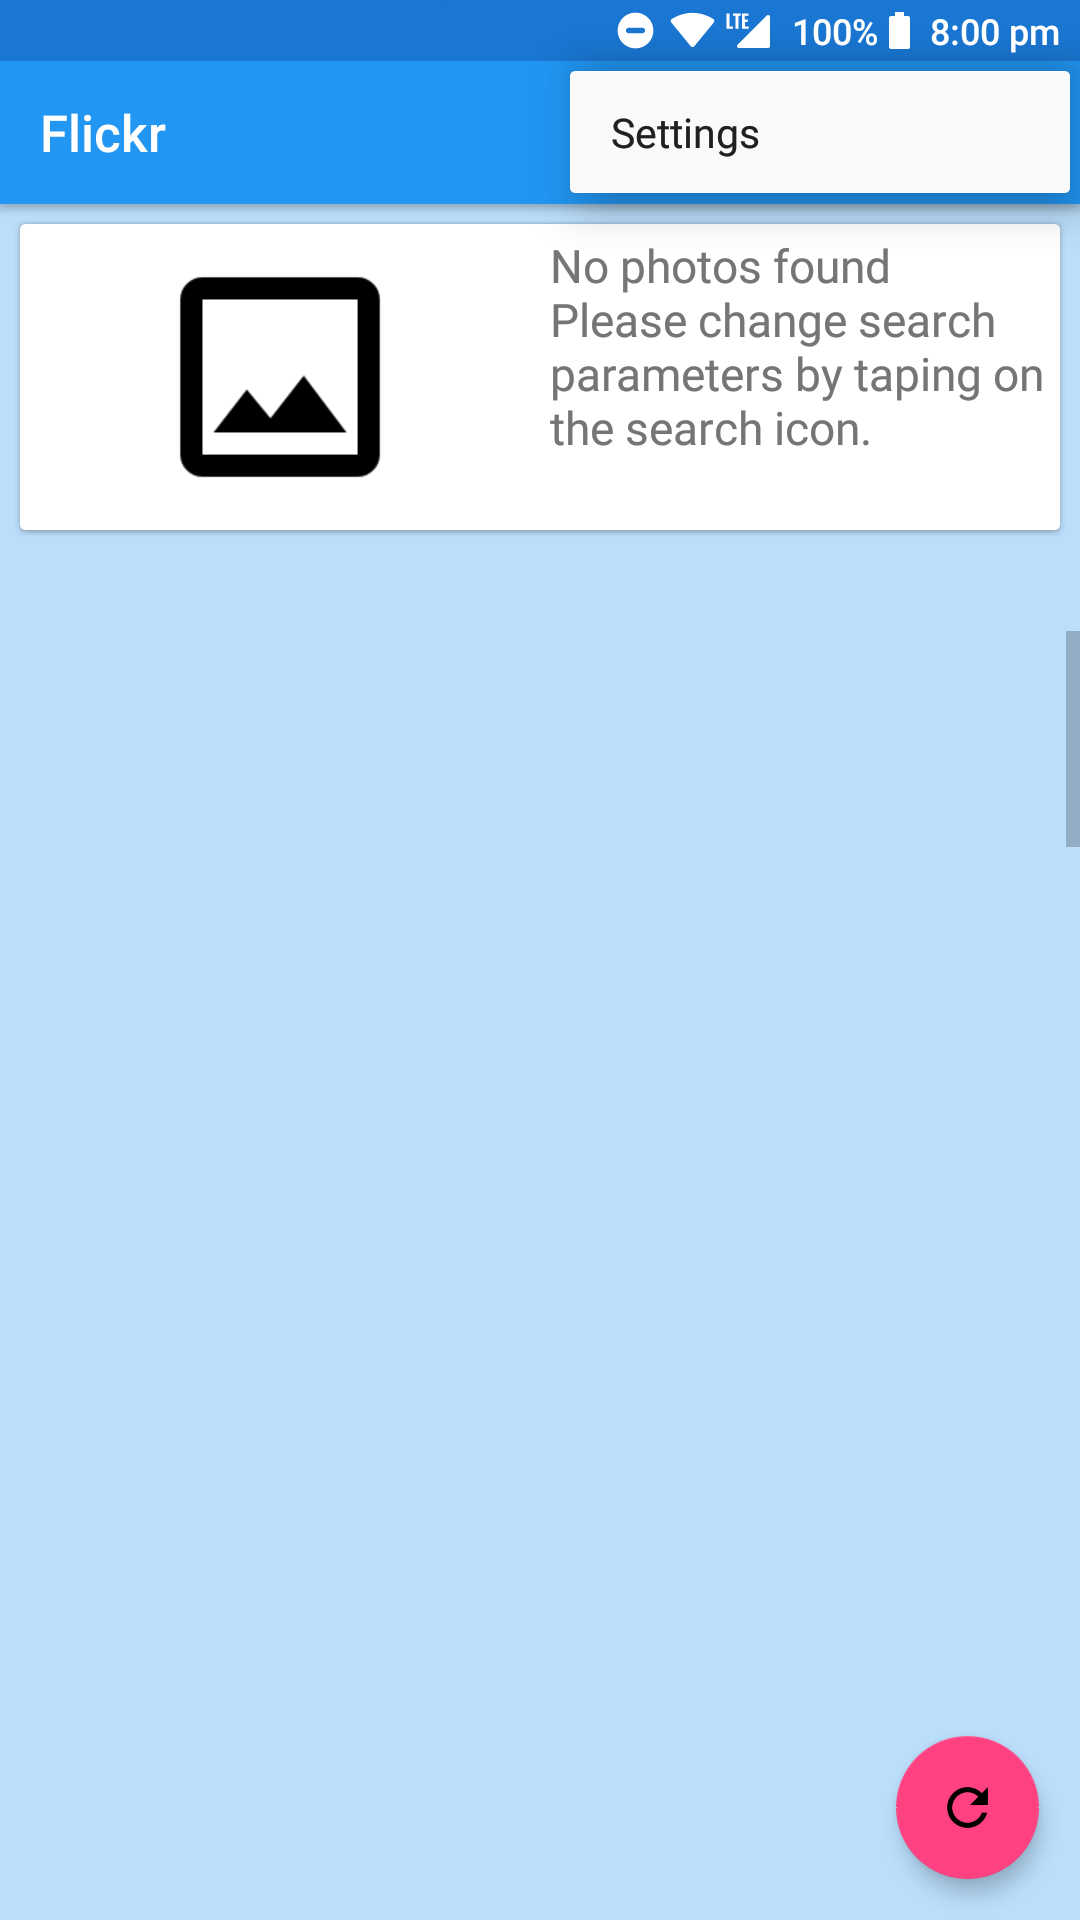 LTE 100% 8:00 pm
Flickr
Settings
No photos found
Please change search
parameters by taping on
the search icon.